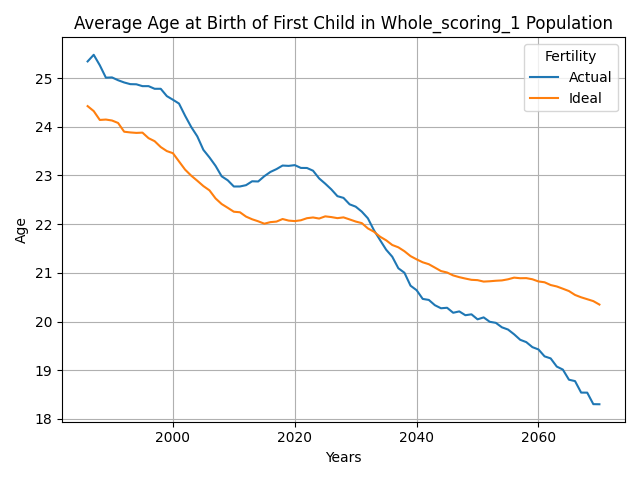 Average Age at Birth of First Child in Whole_scoring_1 Population
Fertility
Actual
Ideal
Age
25
24
23
22
21
20
19
18
2000
2020
2040
2060
Years